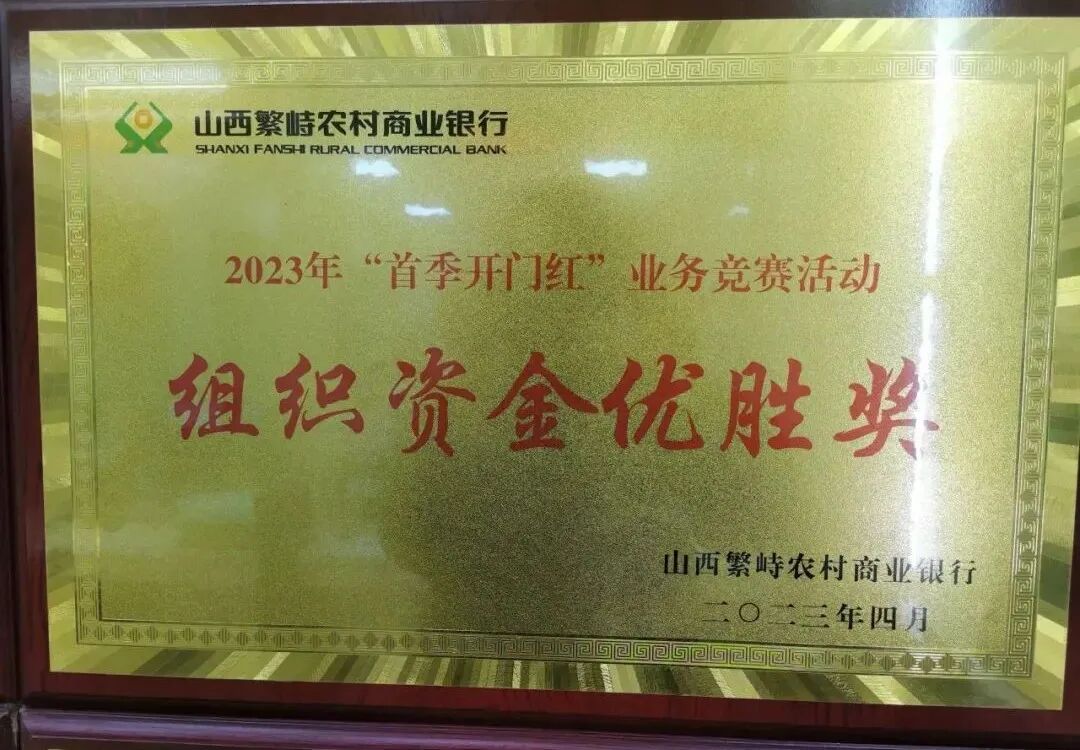 山西繁峙农村商业银行
SHANXI FANSHI RURAL COMMERCIAL BANK
2023年“首季开门红”业务竞赛活动
组织资金优胜奖
山西繁峙农村商业银行
二〇二三年四月